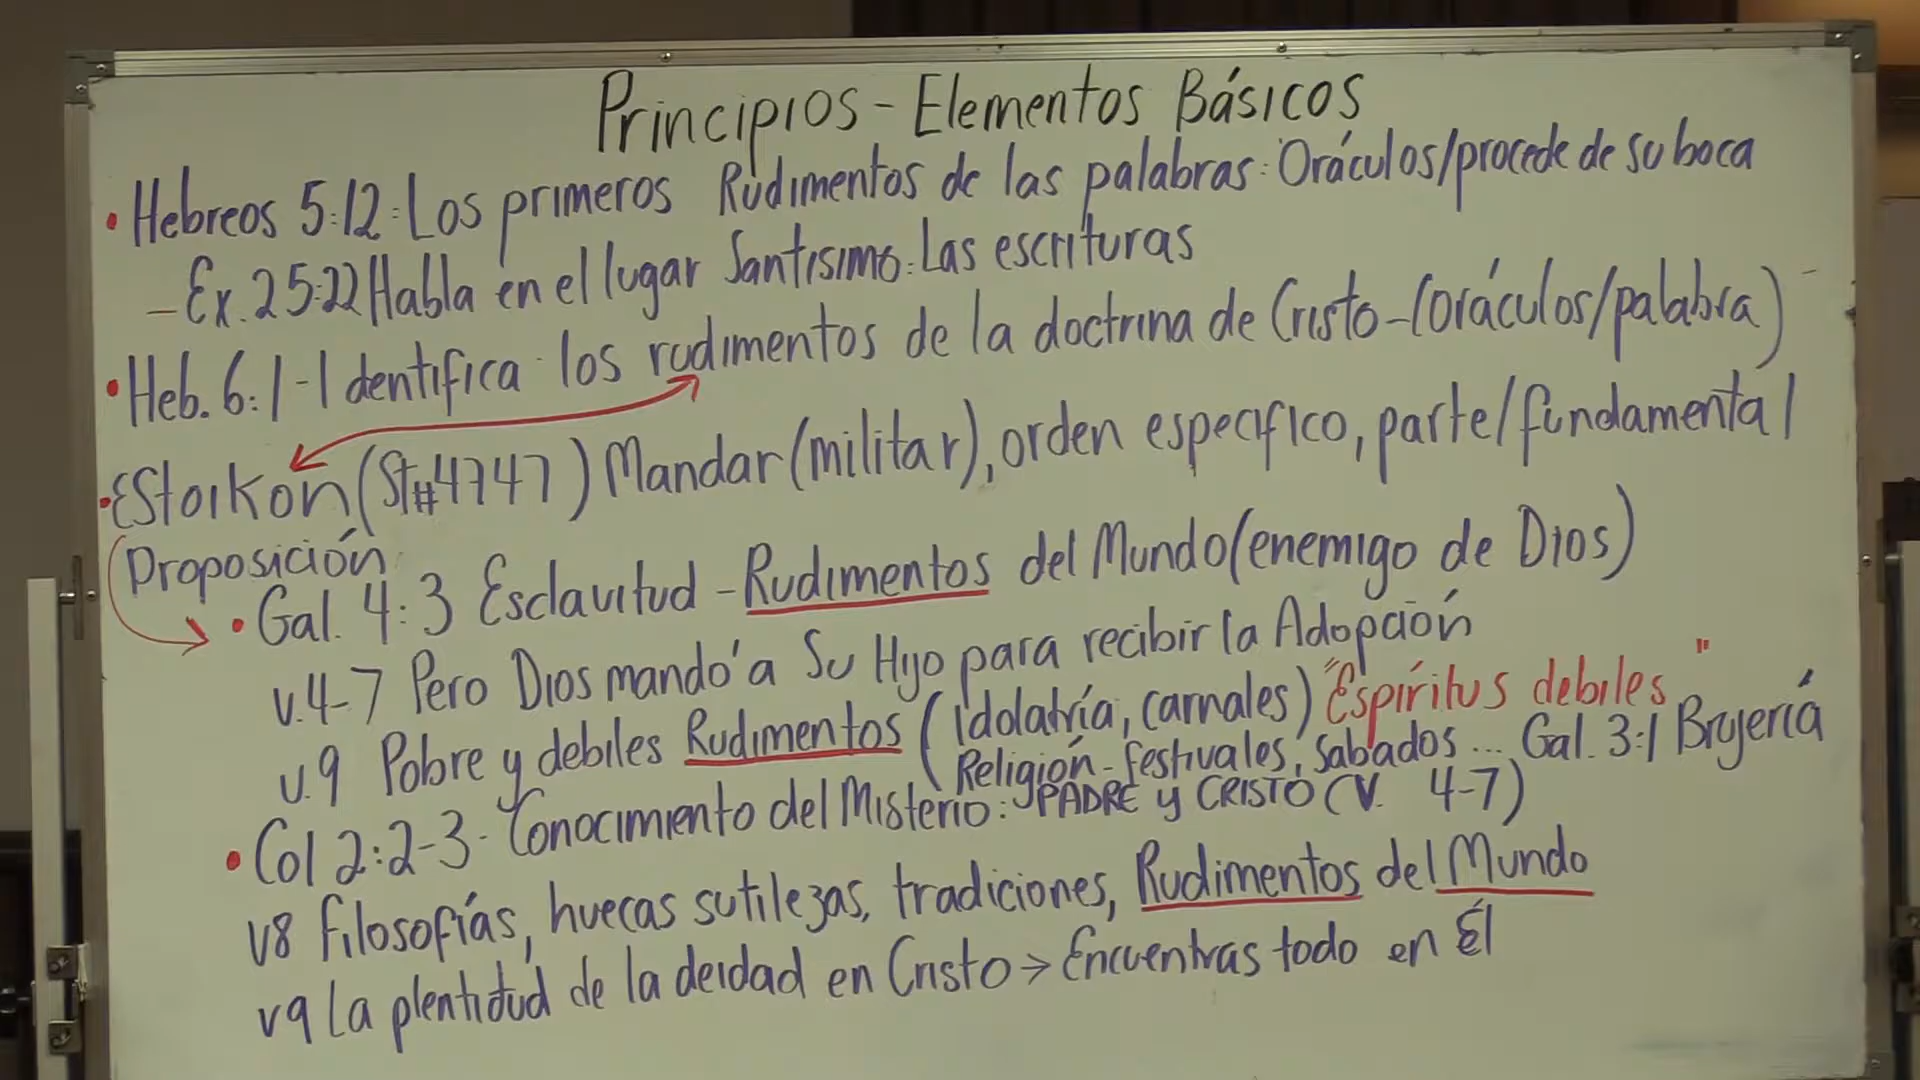 Principios - Elementos Básicos
• Hebreos 5:12: Los primeros Rudimentos de las palabras: Oráculos/procede de su boca
- Ex. 25:22 Habla en el lugar Santisimo: Las escrituras
• Heb. 6:1 - Identifica los rudimentos de la doctrina de Cristo - (oráculos/palabra)
• EStoikon (St#4747) Mandar (militar), orden especifico, parte/fundamental
Proposición
• Gal. 4:3 Esclavitud - Rudimentos del Mundo (enemigo de Dios)
v.4-7 Pero Dios mandó a Su Hijo para recibir la Adopción
v.9 Pobre y debiles Rudimentos (Idolatría, carnales) "Espíritus debiles"
Religión - festivales, sabados... Gal. 3:1 Brujería
• Col 2:2-3 - Conocimiento del Misterio: PADRE y CRISTO (V. 4-7)
v8 filosofías, huecas sutilezas, tradiciones, Rudimentos del Mundo
v9 La plentidud de la deidad en Cristo → Encuentras todo en Él